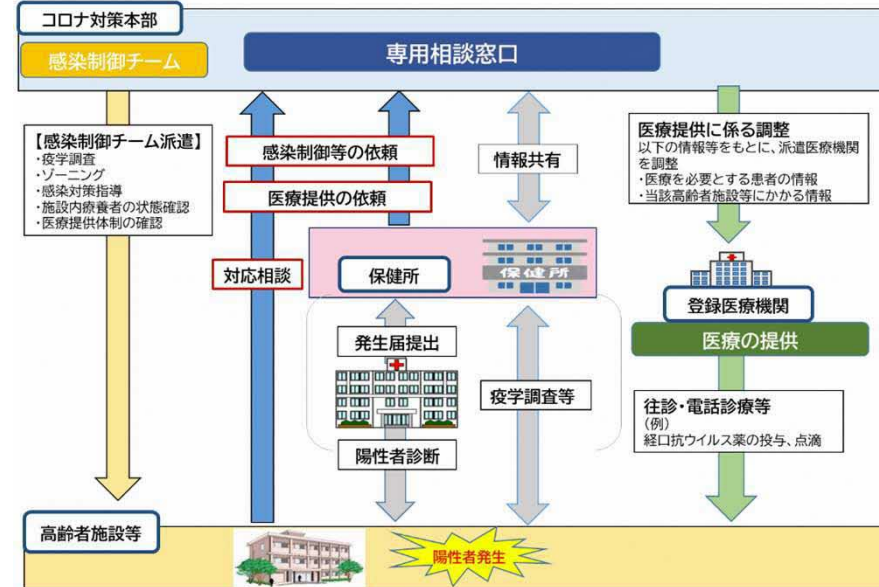 コロナ対策本部
感染制御チーム
専用相談窓口
【感染制御チーム派遣】
・疫学調査
・ゾーニング
・感染対策指導
・施設内療養者の状態確認
・医療提供体制の確認
感染制御等の依頼
医療提供の依頼
対応相談
情報共有
医療提供に係る調整
以下の情報等をもとに、派遣医療機関
を調整
・医療を必要とする患者の情報
・当該高齢者施設等にかかる情報
保健所
保健所
発生届提出
陽性者診断
疫学調査等
登録医療機関
医療の提供
往診・電話診療等
(例)
経口抗ウイルス薬の投与、点滴
高齢者施設等
陽性者発生